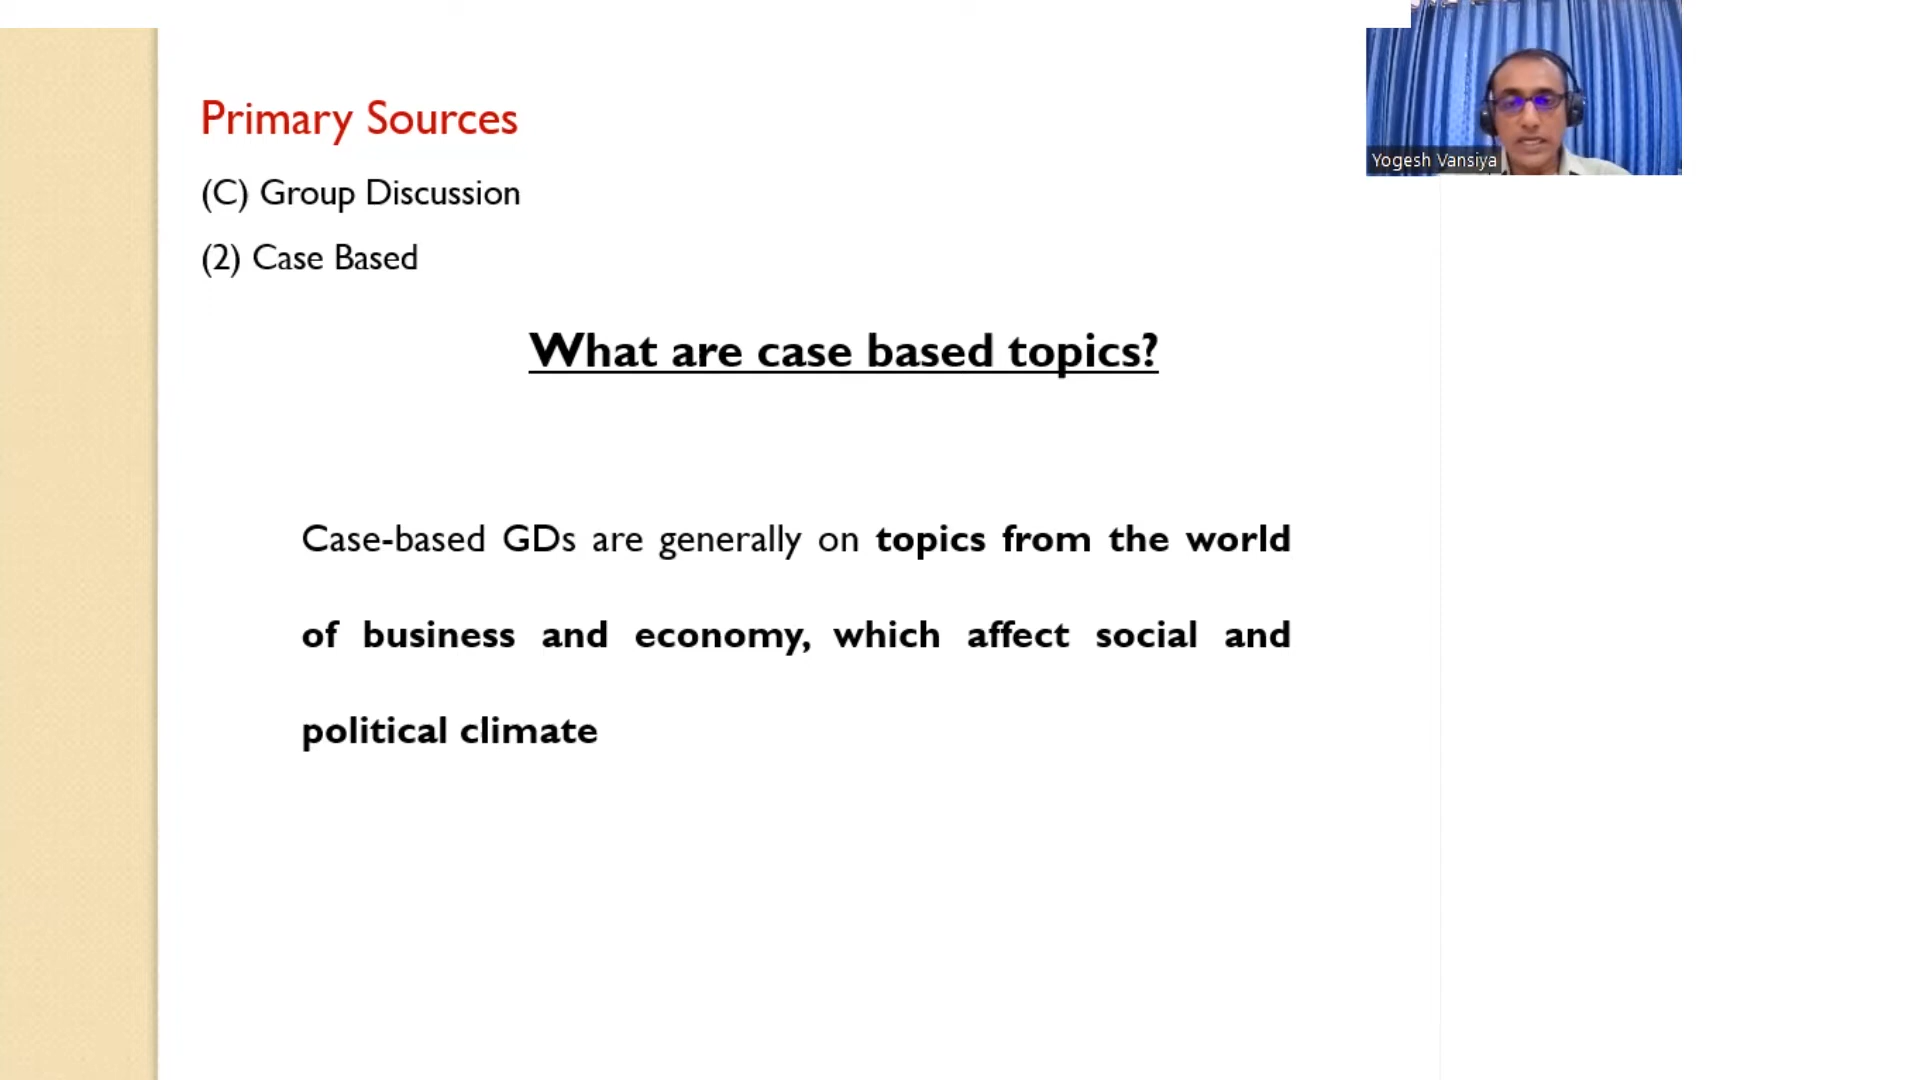 Primary Sources
(C) Group Discussion
(2) Case Based
What are case based topics?
Case-based GDs are generally on topics from the world
of business and economy, which affect social and
political climate
Yogesh Vansiya